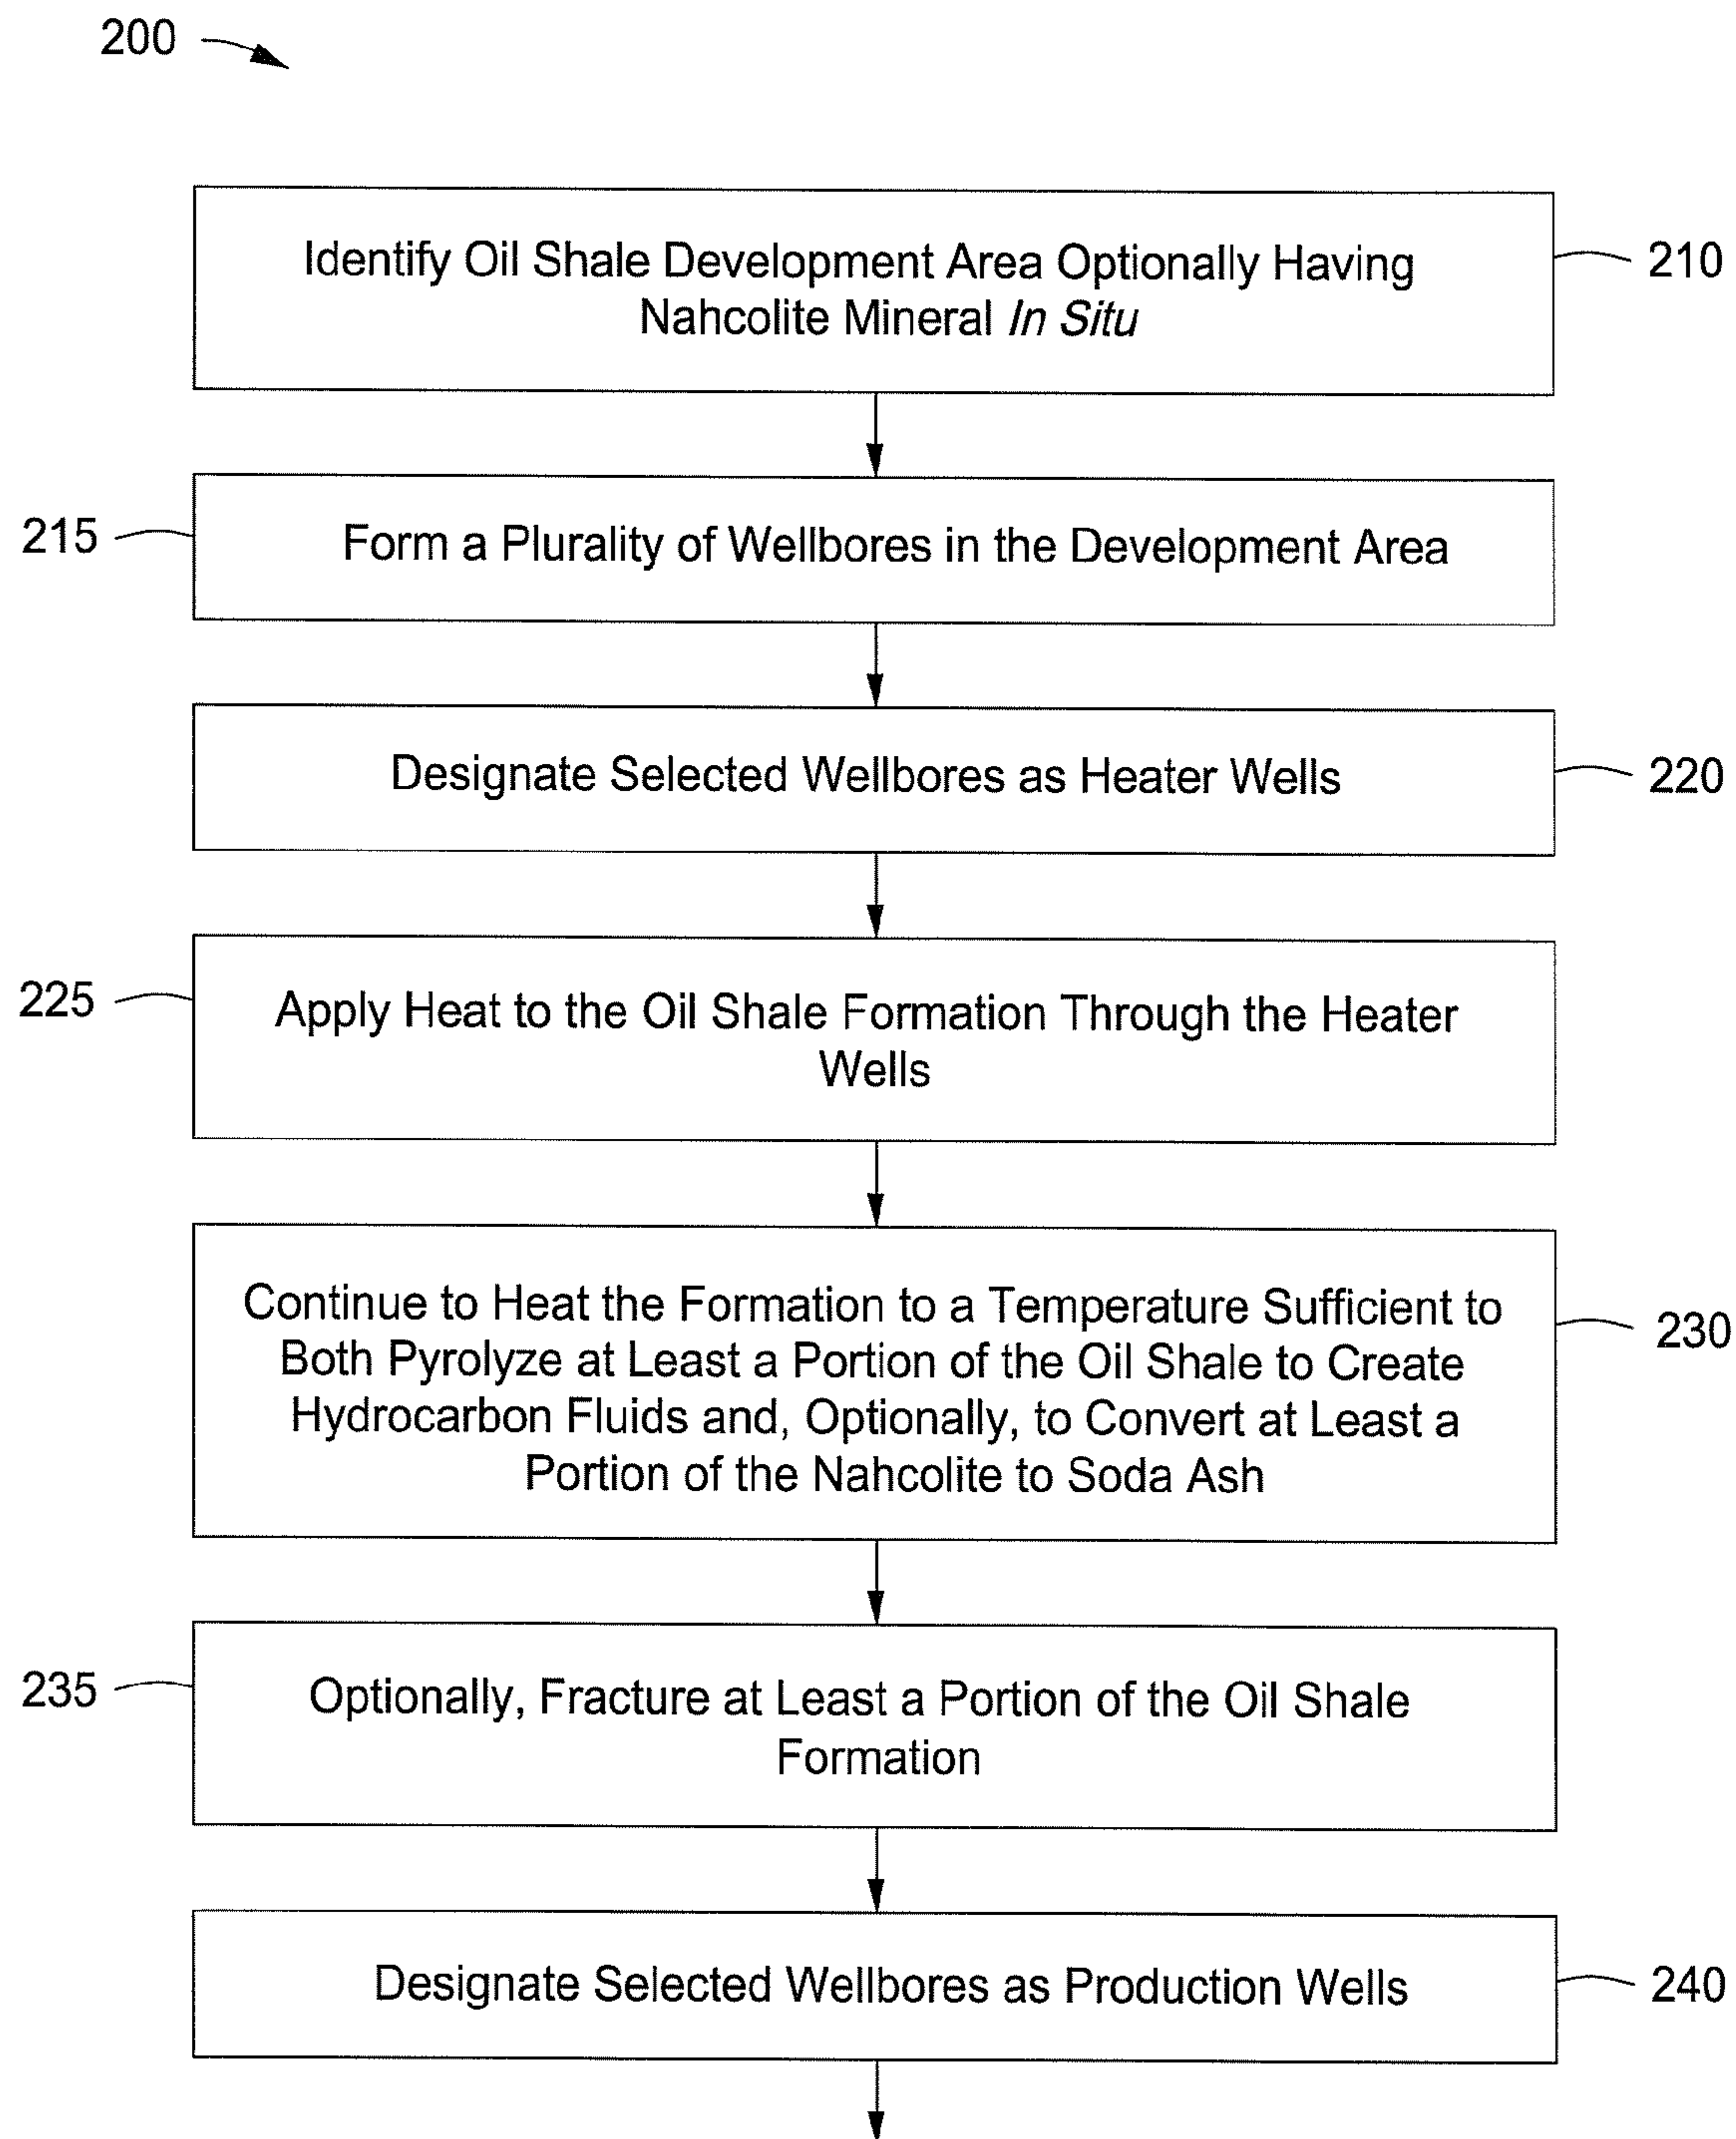 200
Identify Oil Shale Development Area Optionally Having
Nahcolite Mineral In Situ
210
215
Form a Plurality of Wellbores in the Development Area
Designate Selected Wellbores as Heater Wells
220
225
Apply Heat to the Oil Shale Formation Through the Heater
Wells
Continue to Heat the Formation to a Temperature Sufficient to
Both Pyrolyze at Least a Portion of the Oil Shale to Create
Hydrocarbon Fluids and, Optionally, to Convert at Least a
Portion of the Nahcolite to Soda Ash
230
235
Optionally, Fracture at Least a Portion of the Oil Shale
Formation
Designate Selected Wellbores as Production Wells
240